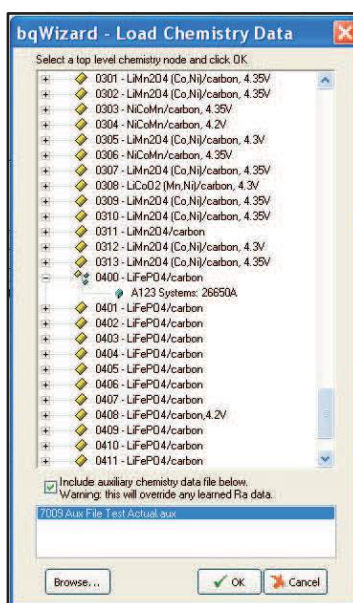 bqWizard - Load Chemistry Data
Select a top level chemistry node and click OK
0301 - LiMn2O4 (Co,Ni)/carbon, 4.35V
0302 - LiMn2O4 (Co,Ni)/carbon, 4.35V
0303 - NiCoMn/carbon, 4.35V
0304 - NiCoMn/carbon, 4.2V
0305 - LiMn2O4 (Co,Ni)/carbon, 4.3V
0306 - NiCoMn/carbon, 4.35V
0307 - LiMn2O4 (Co,Ni)/carbon, 4.35V
0308 - LiCoO2 (Mn,Ni)/carbon, 4.3V
0309 - LiMn2O4 (Co,Ni)/carbon, 4.35V
0310 - LiMn2O4 (Co,Ni)/carbon, 4.35V
0311 - LiMn2O4/carbon
0312 - LiMn2O4 (Co,Ni)/carbon, 4.3V
0313 - LiMn2O4 (Co,Ni)/carbon, 4.35V
0400 - LiFePO4/carbon
A123 Systems: 26650A
0401 - LiFePO4/carbon
0402 - LiFePO4/carbon
0403 - LiFePO4/carbon
0404 - LiFePO4/carbon
0405 - LiFePO4/carbon
0406 - LiFePO4/carbon
0407 - LiFePO4/carbon
0408 - LiFePO4/carbon,4.2V
0409 - LiFePO4/carbon
0410 - LiFePO4/carbon
0411 - LiFePO4/carbon
Include auxiliary chemistry data file below.
Warning: this will override any learned Ra data.
7009 Aux File Test Actual.aux
Browse... OK Cancel